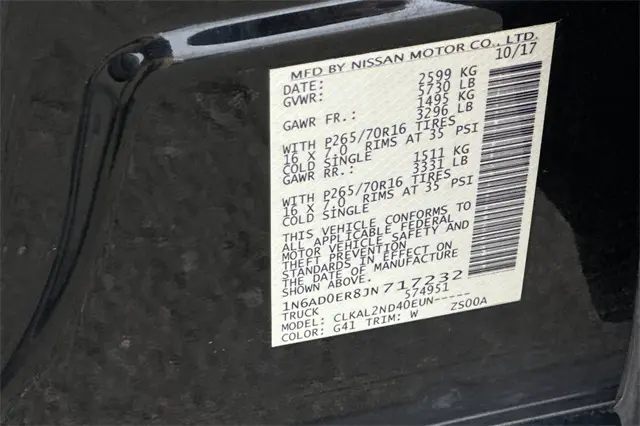 MFD BY NISSAN MOTOR CO., LTD.
DATE: 10/17
GVWR: 2599 KG
5730 LB
GAWR FR.: 1495 KG
3296 LB
WITH P265/70R16 TIRES
16 X 7.0 RIMS AT 35 PSI
COLD SINGLE
GAWR RR.: 1511 KG
3331 LB
WITH P265/70R16 TIRES
16 X 7.0 RIMS AT 35 PSI
COLD SINGLE
THIS VEHICLE CONFORMS TO
ALL APPLICABLE FEDERAL
MOTOR VEHICLE SAFETY AND
THEFT PREVENTION
STANDARDS IN EFFECT ON
THE DATE OF MANUFACTURE
SHOWN ABOVE.
1N6AD0ER8JN717232
TRUCK 574951
MODEL: CLKAL2ND40EUN-----
COLOR: G41 TRIM: W ZS00A